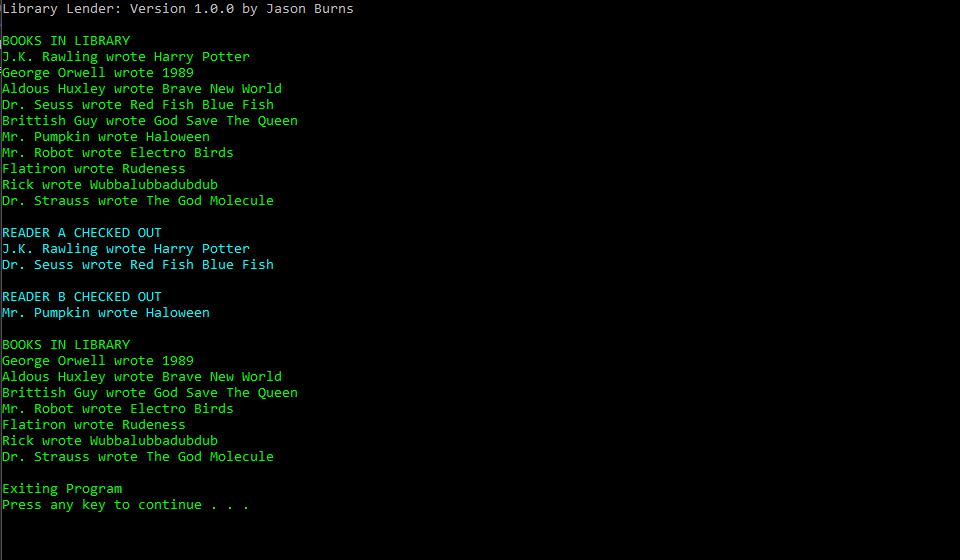 Library Lender: Version 1.0.0 by Jason Burns
BOOKS IN LIBRARY
J.K. Rawling wrote Harry Potter
George Orwell wrote 1989
Aldous Huxley wrote Brave New World
Dr. Seuss wrote Red Fish Blue Fish
Brittish Guy wrote God Save The Queen
Mr. Pumpkin wrote Haloween
Mr. Robot wrote Electro Birds
Flatiron wrote Rudeness
Rick wrote Wubbalubbadubdub
Dr. Strauss wrote The God Molecule
READER A CHECKED OUT
J.K. Rawling wrote Harry Potter
Dr. Seuss wrote Red Fish Blue Fish
READER B CHECKED OUT
Mr. Pumpkin wrote Haloween
BOOKS IN LIBRARY
George Orwell wrote 1989
Aldous Huxley wrote Brave New World
Brittish Guy wrote God Save The Queen
Mr. Robot wrote Electro Birds
Flatiron wrote Rudeness
Rick wrote Wubbalubbadubdub
Dr. Strauss wrote The God Molecule
Exiting Program
Press any key to continue . . .